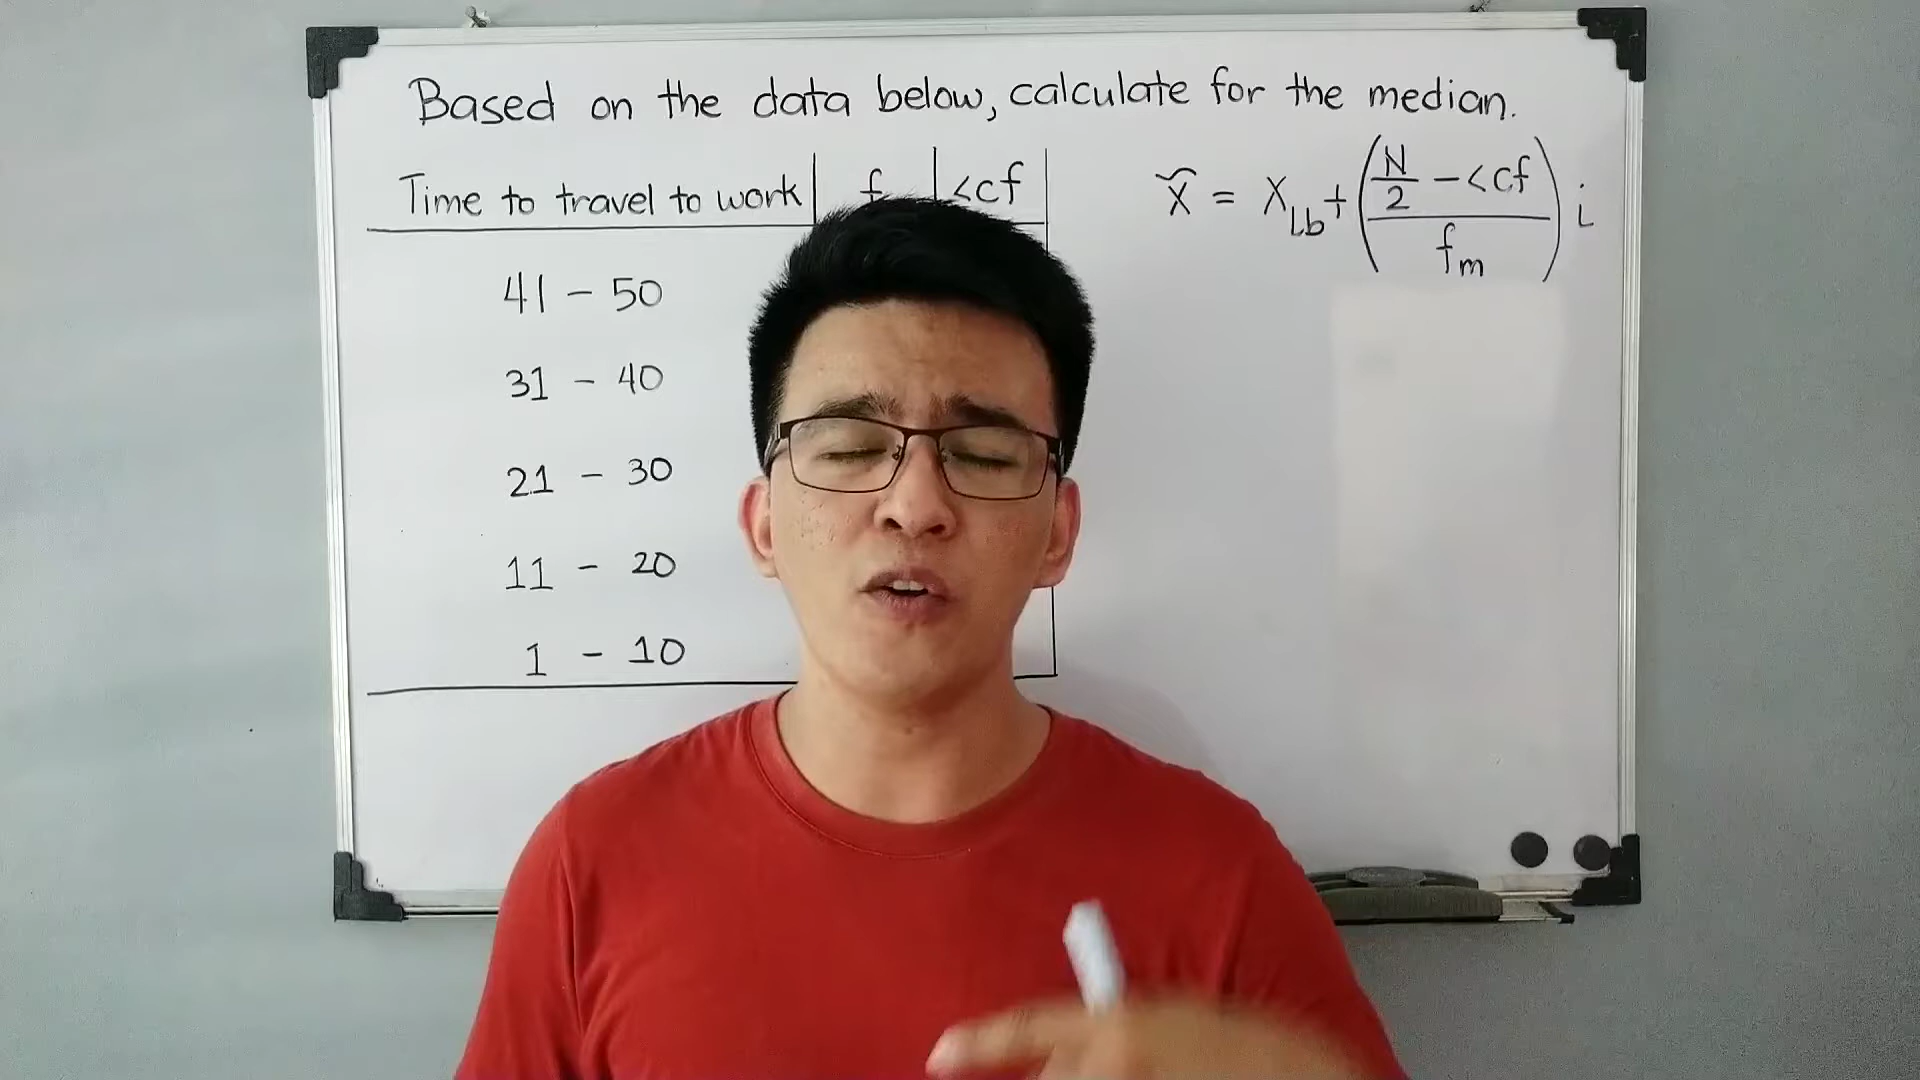 Based on the data below, calculate for the median.
Time to travel to work | f | <cf
x̃ = X_Lb + (N/2 - <cf / f_m) i
41 - 50
31 - 40
21 - 30
11 - 20
1 - 10